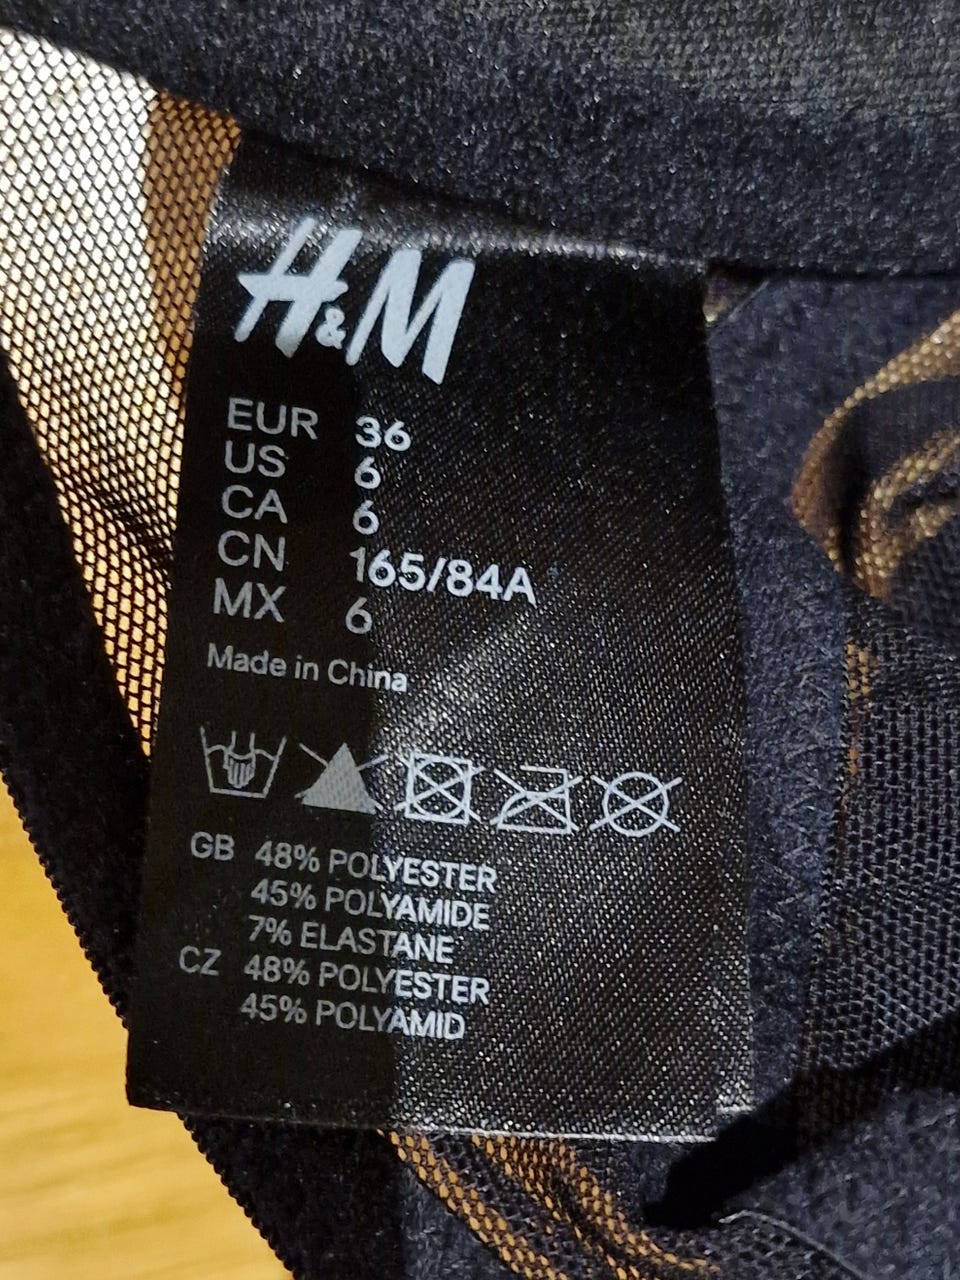 H&M
EUR 36
US 6
CA 6
CN 165/84A
MX 6
Made in China
GB 48% POLYESTER
45% POLYAMIDE
7% ELASTANE
CZ 48% POLYESTER
45% POLYAMID